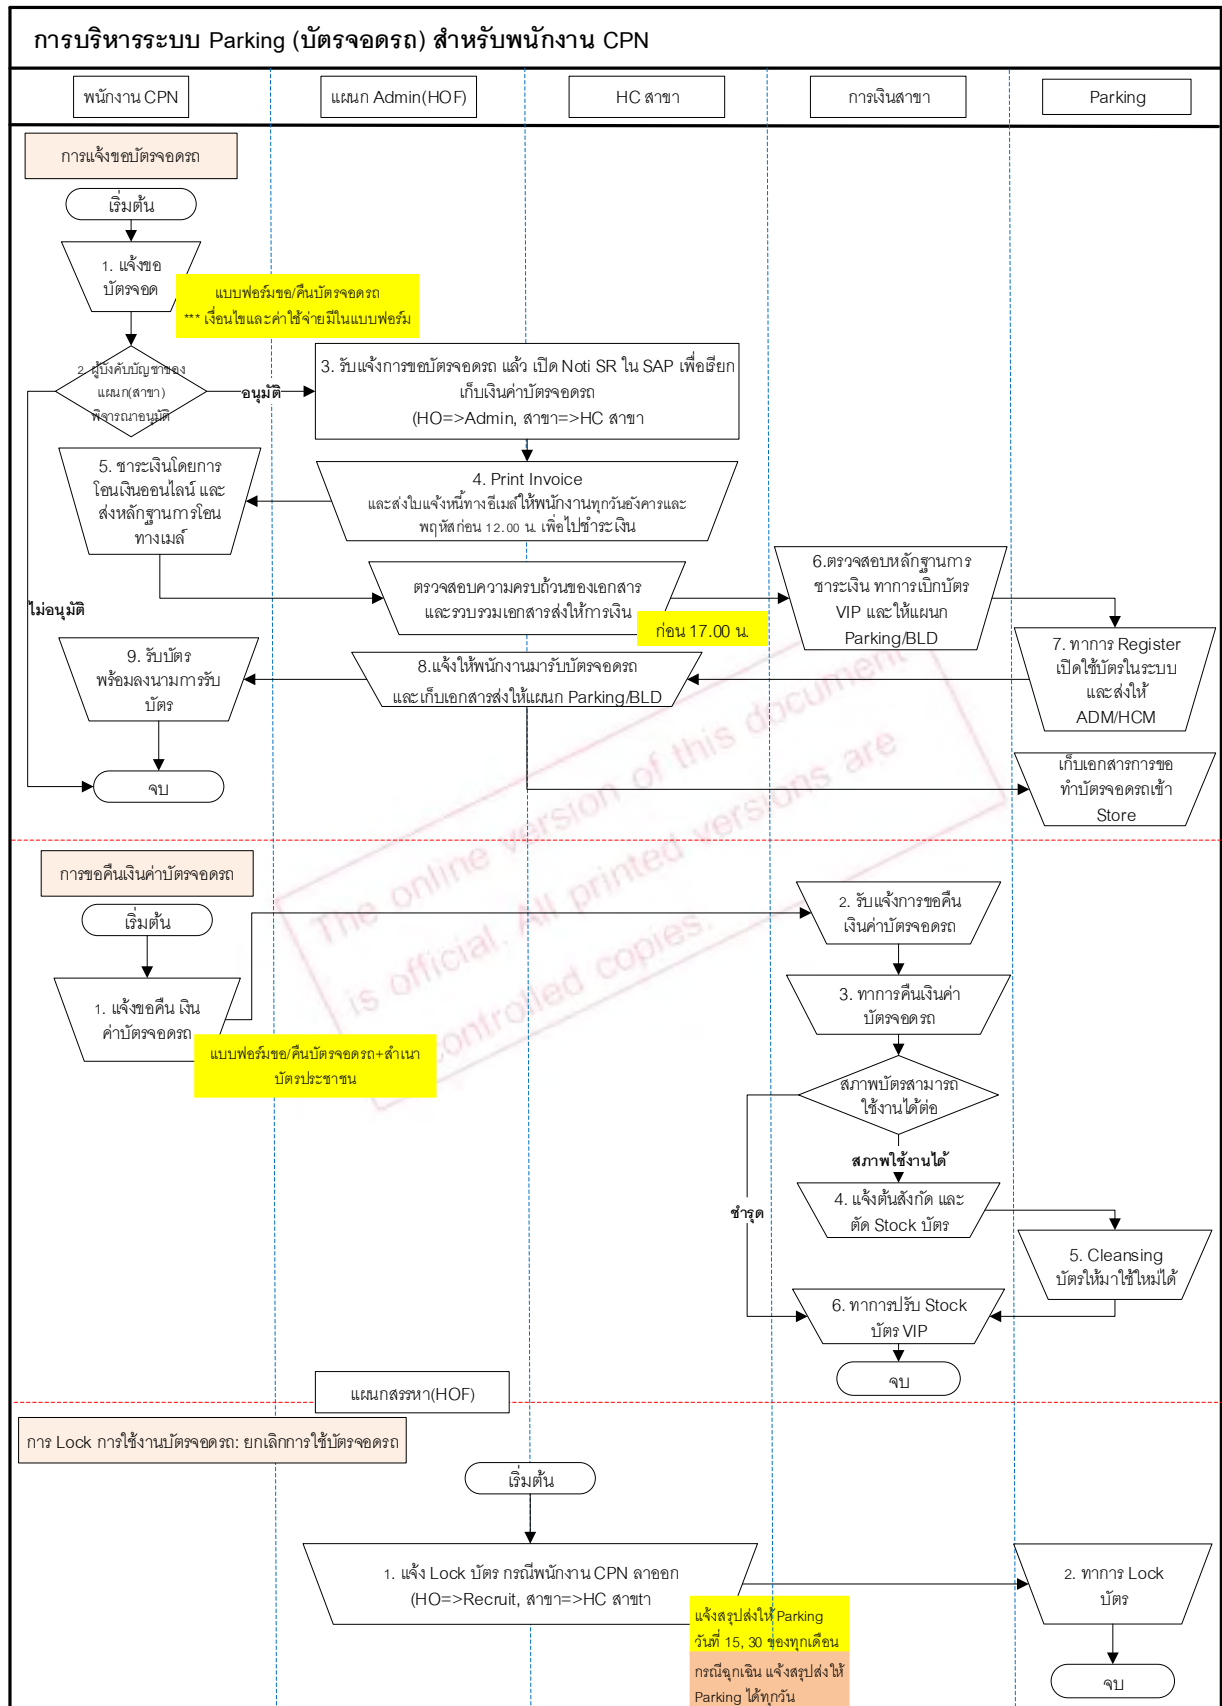 การบริหารระบบ Parking (บัตรจอดรถ) สำหรับพนักงาน CPN
พนักงาน CPN
แผนก Admin(HOF)
HC สาขา
การเงินสาขา
Parking
การแจ้งขอบัตรจอดรถ
เริ่มต้น
1. แจ้งขอ
บัตรจอด
แบบฟอร์มขอ/คืนบัตรจอดรถ
*** เงื่อนไขและค่าใช้จ่ายมีในแบบฟอร์ม
2. ผู้บังคับบัญชาของ
แผนก(สาขา)
พิจารณาอนุมัติ
อนุมัติ
3. รับแจ้งการขอบัตรจอดรถ แล้ว เปิด Noti SR ใน SAP เพื่อเรียก
เก็บเงินค่าบัตรจอดรถ
(HO=>Admin, สาขา=>HC สาขา
5. ชาระเงินโดยการ
โอนเงินออนไลน์ และ
ส่งหลักฐานการโอน
ทางเมล์
4. Print Invoice
และส่งใบแจ้งหนี้ทางอีเมล์ให้พนักงานทุกวันอังคารและ
พฤหัสก่อน 12.00 น. เพื่อไปชำระเงิน
ตรวจสอบความครบถ้วนของเอกสาร
และรวบรวมเอกสารส่งให้การเงิน
ก่อน 17.00 น.
6.ตรวจสอบหลักฐานการ
ชาระเงิน ทาการเบิกบัตร
VIP และให้แผนก
Parking/BLD
ไม่อนุมัติ
9. รับบัตร
พร้อมลงนามการรับ
บัตร
8.แจ้งให้พนักงานมารับบัตรจอดรถ
และเก็บเอกสารส่งให้แผนก Parking/BLD
7. ทาการ Register
เปิดใช้บัตรในระบบ
และส่งให้
ADM/HCM
จบ
เก็บเอกสารการขอ
ทำบัตรจอดรถเข้า
Store
The online version of this document
is official. All printed versions are
controlled copies.
การขอคืนเงินค่าบัตรจอดรถ
เริ่มต้น
1. แจ้งขอคืน เงิน
ค่าบัตรจอดรถ
แบบฟอร์มขอ/คืนบัตรจอดรถ+สำเนา
บัตรประชาชน
2. รับแจ้งการขอคืน
เงินค่าบัตรจอดรถ
3. ทาการคืนเงินค่า
บัตรจอดรถ
สภาพบัตรสามารถ
ใช้งานได้ต่อ
สภาพใช้งานได้
ชำรุด
4. แจ้งต้นสังกัด และ
ตัด Stock บัตร
5. Cleansing
บัตรให้มาใช้ใหม่ได้
6. ทาการปรับ Stock
บัตร VIP
จบ
แผนกสรรหา(HOF)
การ Lock การใช้งานบัตรจอดรถ: ยกเลิกการใช้บัตรจอดรถ
เริ่มต้น
1. แจ้ง Lock บัตร กรณีพนักงาน CPN ลาออก
(HO=>Recruit, สาขา=>HC สาขtา
แจ้งสรุปส่งให้ Parking
วันที่ 15, 30 ของทุกเดือน
กรณีฉุกเฉิน แจ้งสรุปส่งให้
Parking ได้ทุกวัน
2. ทาการ Lock
บัตร
จบ